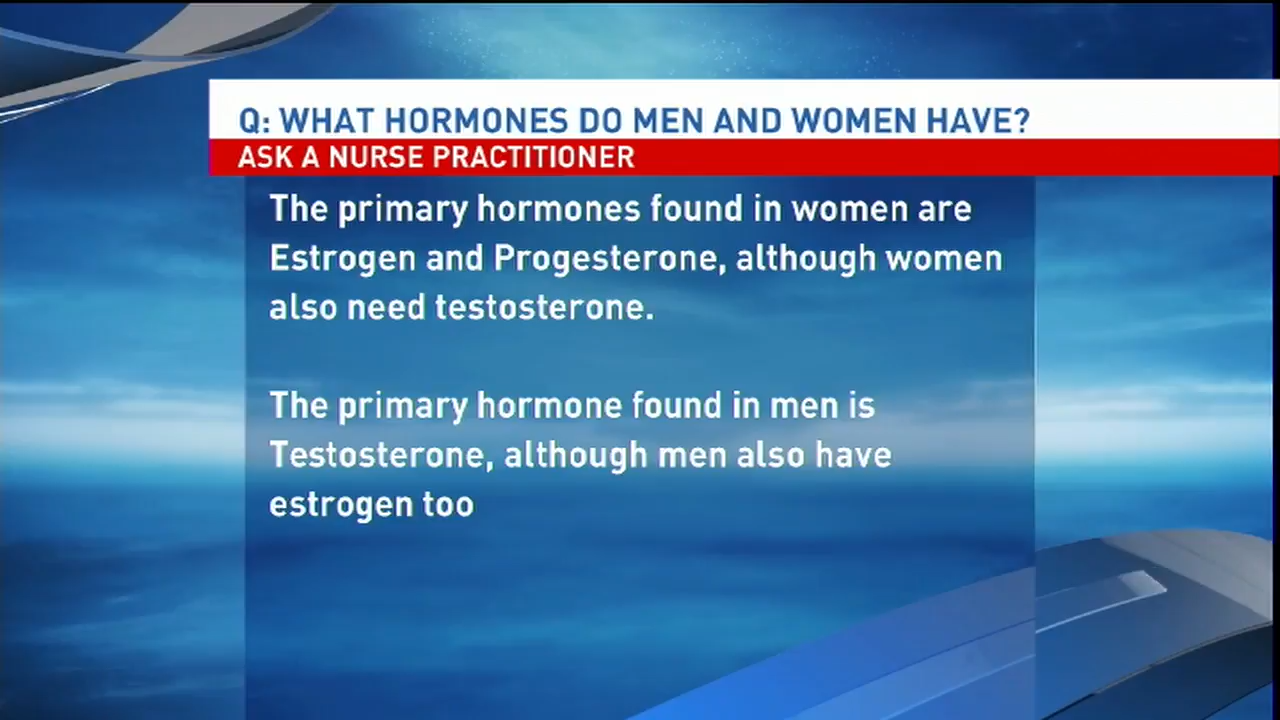 Q: WHAT HORMONES DO MEN AND WOMEN HAVE?
ASK A NURSE PRACTITIONER
The primary hormones found in women are
Estrogen and Progesterone, although women
also need testosterone.
The primary hormone found in men is
Testosterone, although men also have
estrogen too